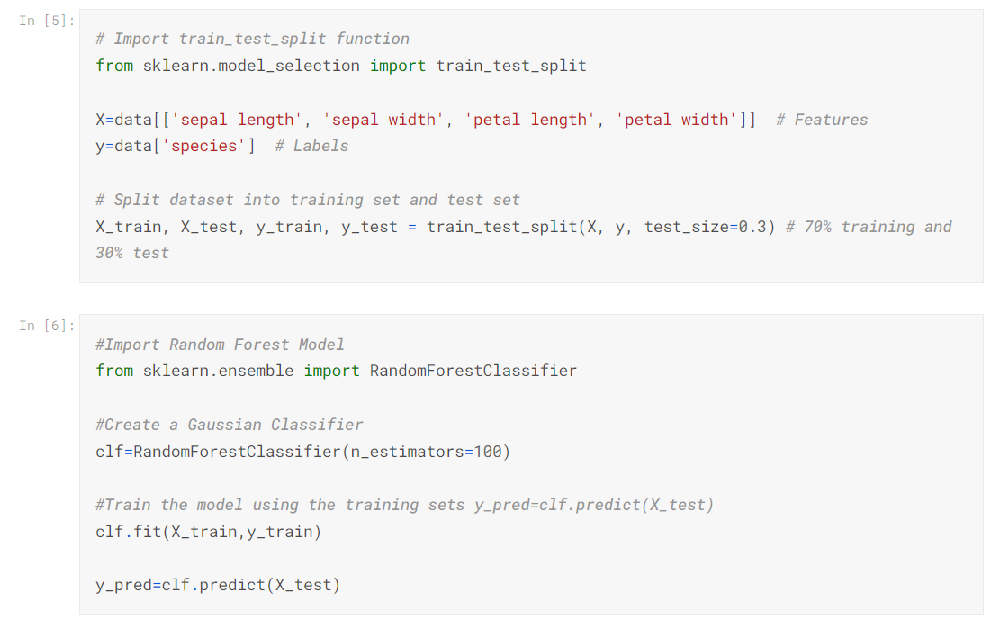 In [5]:
# Import train_test_split function
from sklearn.model_selection import train_test_split
X=data[['sepal length', 'sepal width', 'petal length', 'petal width']]  # Features
y=data['species']  # Labels
# Split dataset into training set and test set
X_train, X_test, y_train, y_test = train_test_split(X, y, test_size=0.3) # 70% training and
30% test
In [6]:
#Import Random Forest Model
from sklearn.ensemble import RandomForestClassifier
#Create a Gaussian Classifier
clf=RandomForestClassifier(n_estimators=100)
#Train the model using the training sets y_pred=clf.predict(X_test)
clf.fit(X_train,y_train)
y_pred=clf.predict(X_test)